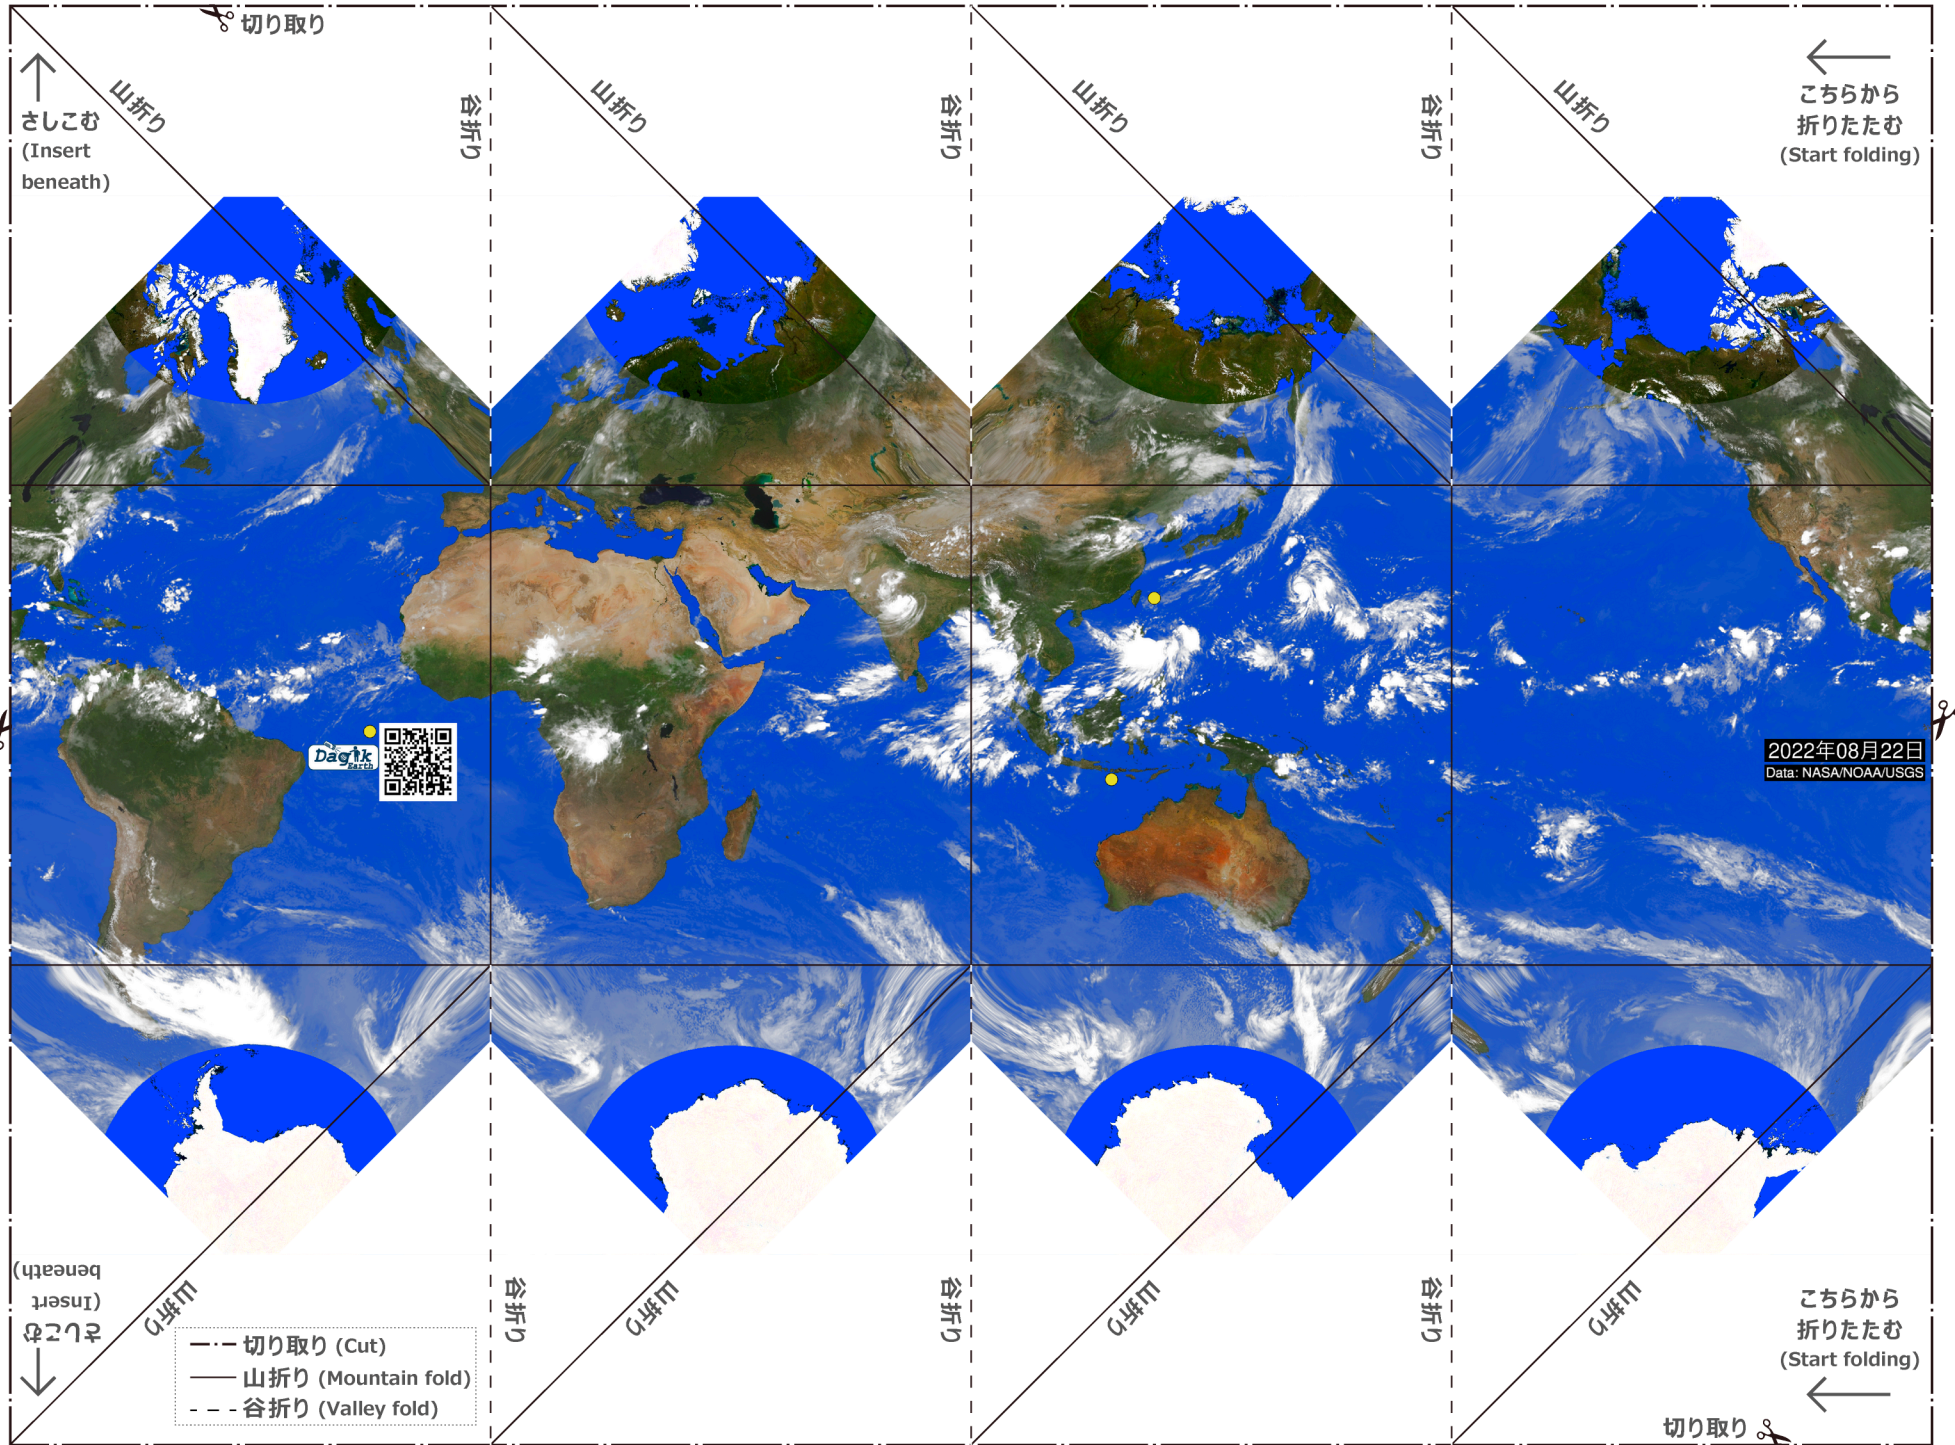 切り取り
さしこむ
(Insert
beneath)
山折り
谷折り
山折り
谷折り
山折り
谷折り
山折り
こちらから
折りたたむ
(Start folding)
Dagik
Earth
2022年08月22日
Data: NASA/NOAA/USGS
さしこむ
(Insert
beneath)
山折り
谷折り
山折り
谷折り
山折り
谷折り
山折り
こちらから
折りたたむ
(Start folding)
切り取り (Cut)
山折り (Mountain fold)
谷折り (Valley fold)
切り取り